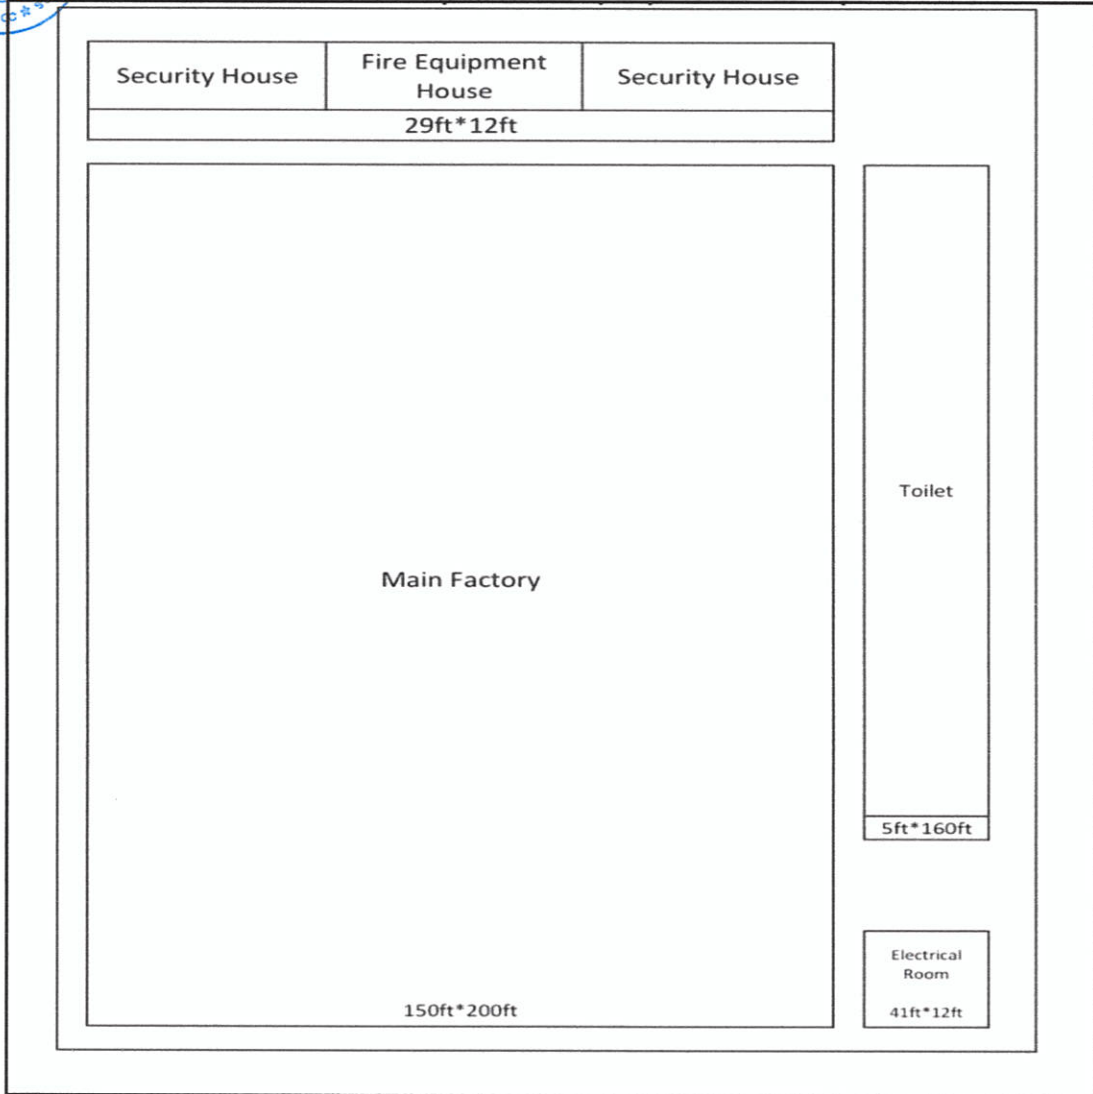 Security House
Fire Equipment
House
Security House
29ft*12ft
Toilet
Main Factory
5ft*160ft
Electrical
Room
41ft*12ft
150ft*200ft